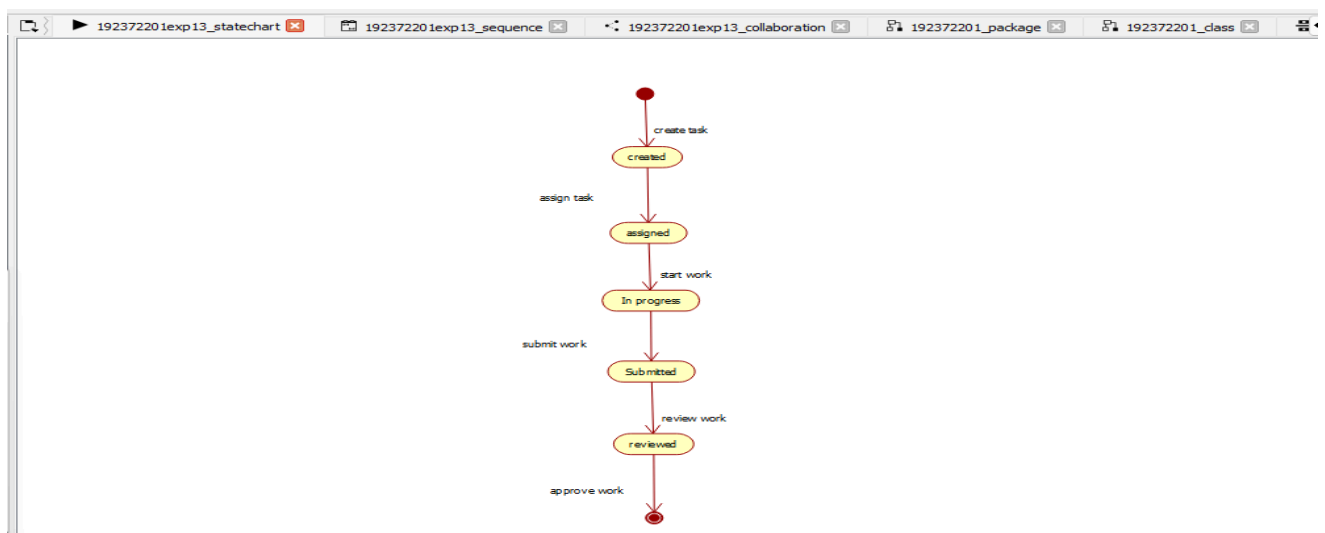 192372201exp13_statechart 192372201exp13_sequence 192372201exp13_collaboration 192372201_package 192372201_class
create task
created
assign task
assigned
start work
In progress
submit work
Submitted
review work
reviewed
approve work